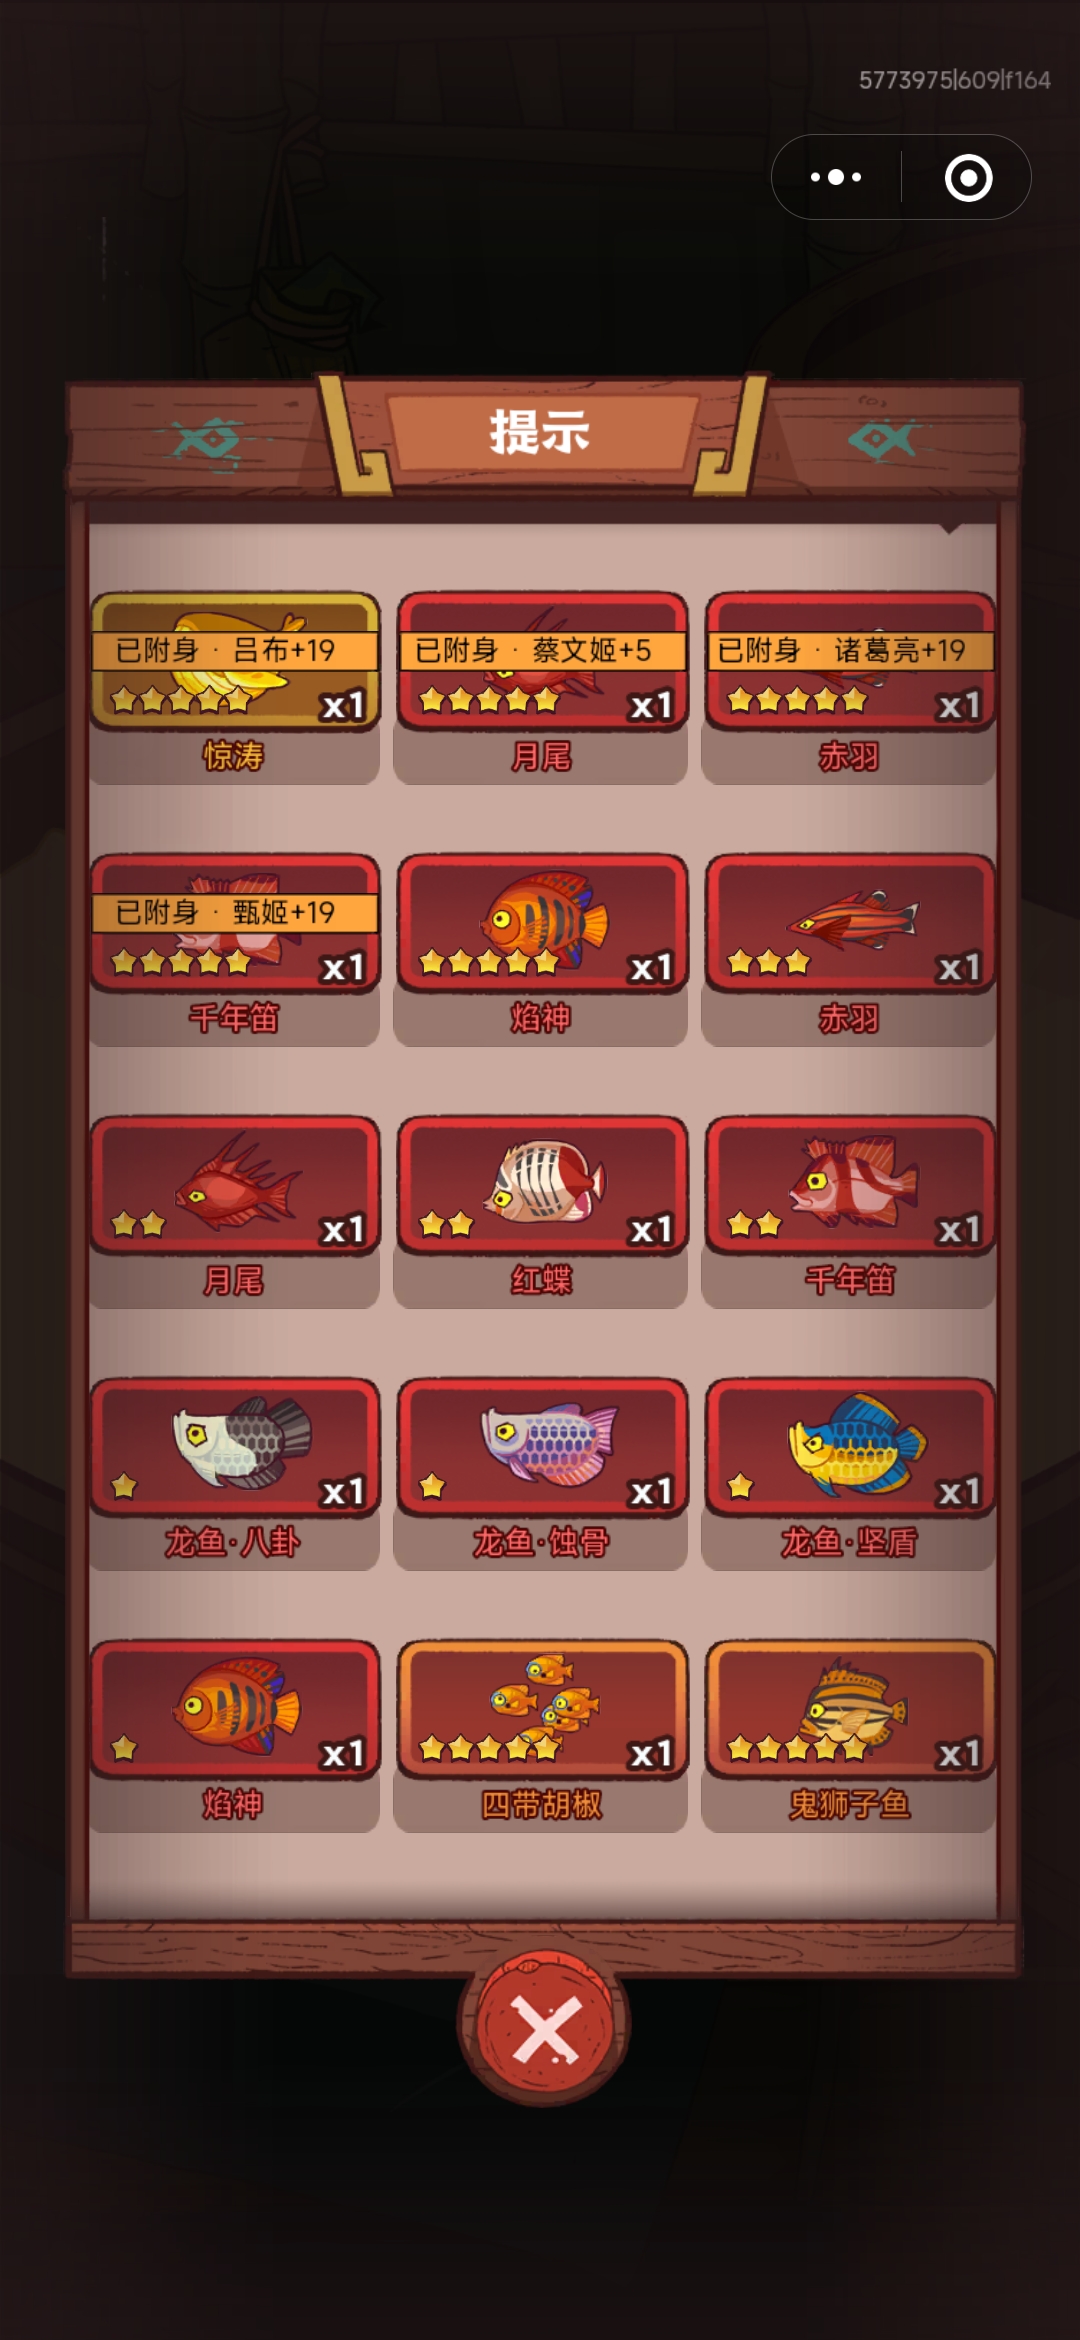 5773975|609|f164
提示
已附身 · 吕布+19
x1
惊涛
已附身 · 蔡文姬+5
x1
月尾
已附身 · 诸葛亮+19
x1
赤羽
已附身 · 甄姬+19
x1
千年笛
x1
焰神
x1
赤羽
x1
月尾
x1
红蝶
x1
千年笛
x1
龙鱼·八卦
x1
龙鱼·蚀骨
x1
龙鱼·坚盾
x1
焰神
x1
四带胡椒
x1
鬼狮子鱼